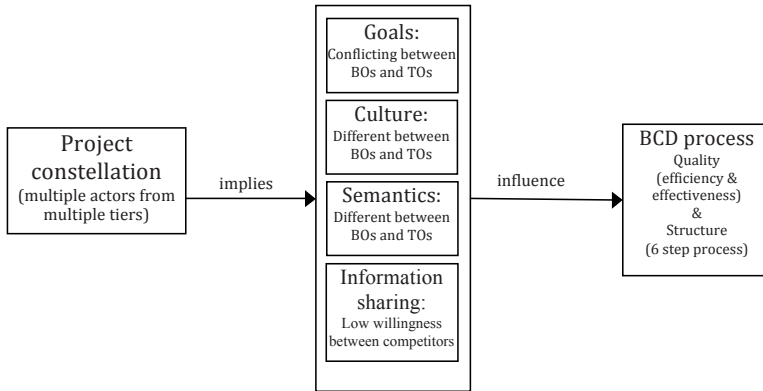 Project
constellation
(multiple actors from
multiple tiers)
implies
Goals:
Conflicting between
BOs and TOs
Culture:
Different between
BOs and TOs
Semantics:
Different between
BOs and TOs
Information
sharing:
Low willingness
between competitors
influence
BCD process
Quality
(efficiency &
effectiveness)
&
Structure
(6 step process)